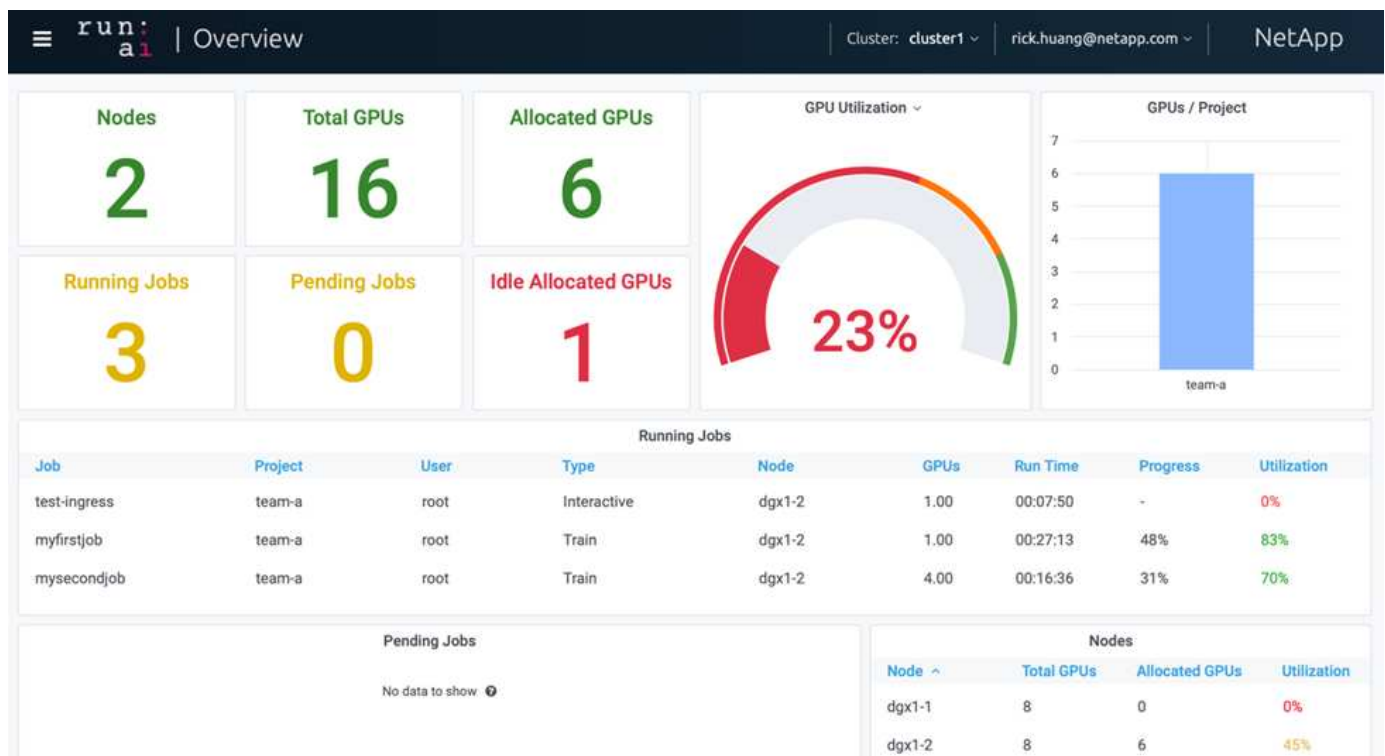 run:
ai | Overview
Cluster: cluster1
rick.huang@netapp.com
NetApp
Nodes
2
Total GPUs
16
Allocated GPUs
6
Running Jobs
3
Pending Jobs
0
Idle Allocated GPUs
1
GPU Utilization
23%
GPUs / Project
7
6
5
4
3
2
1
0
team-a
Running Jobs
Job Project User Type Node GPUs Run Time Progress Utilization
test-ingress team-a root Interactive dgx1-2 1.00 00:07:50 - 0%
myfirstjob team-a root Train dgx1-2 1.00 00:27:13 48% 83%
mysecondjob team-a root Train dgx1-2 4.00 00:16:36 31% 70%
Pending Jobs
No data to show
Nodes
Node Total GPUs Allocated GPUs Utilization
dgx1-1 8 0 0%
dgx1-2 8 6 45%